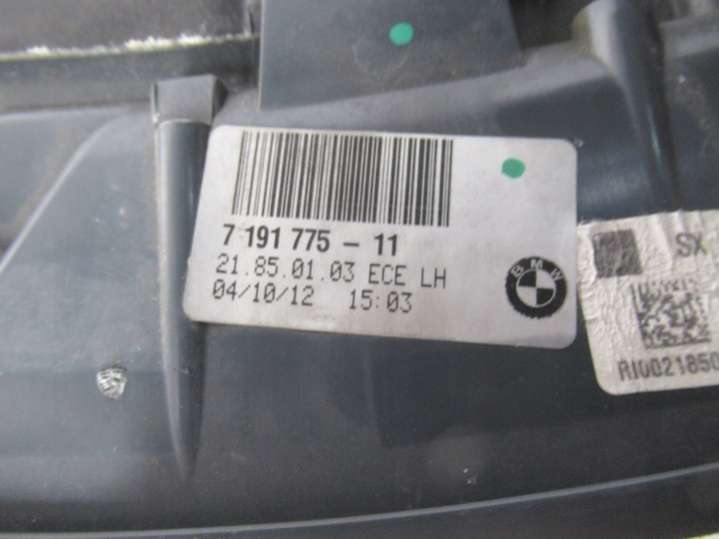 7 191 775 - 11
21.85.01.03 ECE LH
04/10/12 15:03
BMW
SX
RI0021850